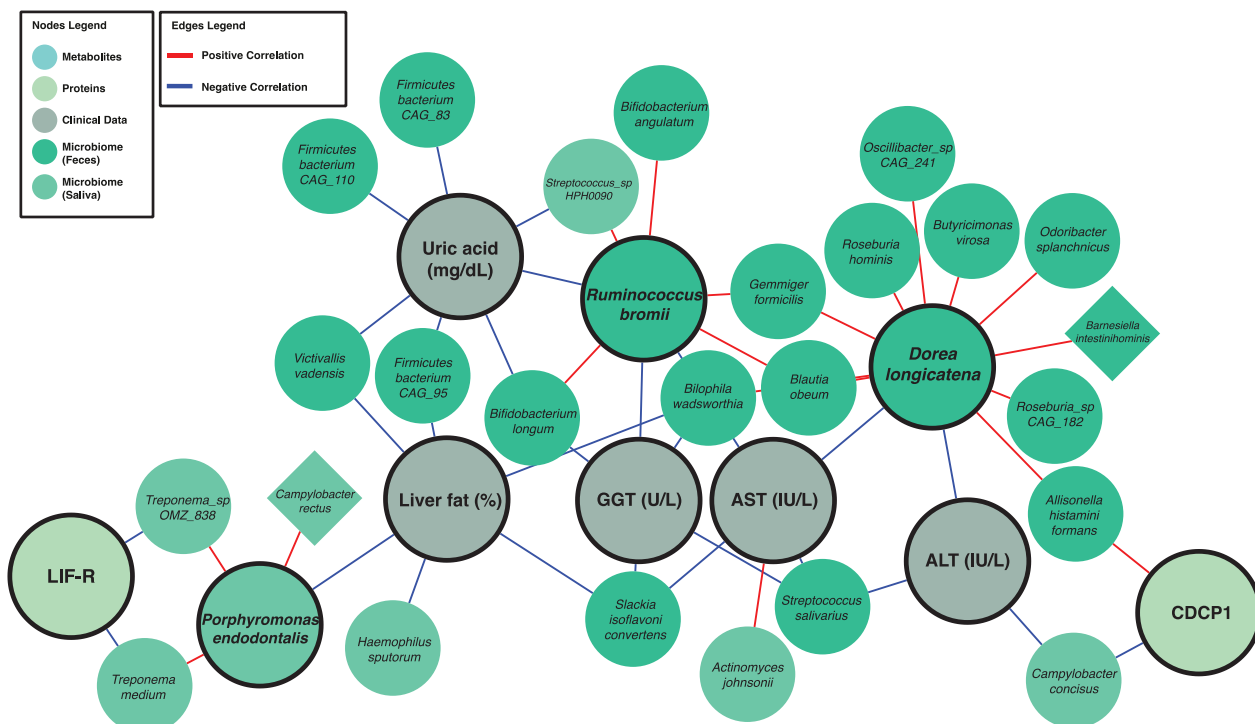 Nodes Legend
Metabolites
Proteins
Clinical Data
Microbiome
(Feces)
Microbiome
(Saliva)
Edges Legend
Positive Correlation
Negative Correlation
Firmicutes
bacterium
CAG_83
Firmicutes
bacterium
CAG_110
Bifidobacterium
angulatum
Streptococcus_sp
HPH0090
Oscillibacter_sp
CAG_241
Butyricimonas
virosa
Odoribacter
splanchnicus
Roseburia
hominis
Uric acid
(mg/dL)
Ruminococcus
bromii
Gemmiger
formicilis
Barnesiella
intestinihominis
Dorea
longicatena
Victivallis
vadensis
Firmicutes
bacterium
CAG_95
Bifidobacterium
longum
Bilophila
wadsworthia
Blautia
obeum
Roseburia_sp
CAG_182
Liver fat (%)
GGT (U/L)
AST (IU/L)
Allisonella
histamini
formans
Treponema_sp
OMZ_838
Campylobacter
rectus
LIF-R
ALT (IU/L)
CDCP1
Porphyromonas
endodontalis
Haemophilus
sputorum
Slackia
isoflavoni
convertens
Streptococcus
salivarius
Actinomyces
johnsonii
Treponema
medium
Campylobacter
concisus